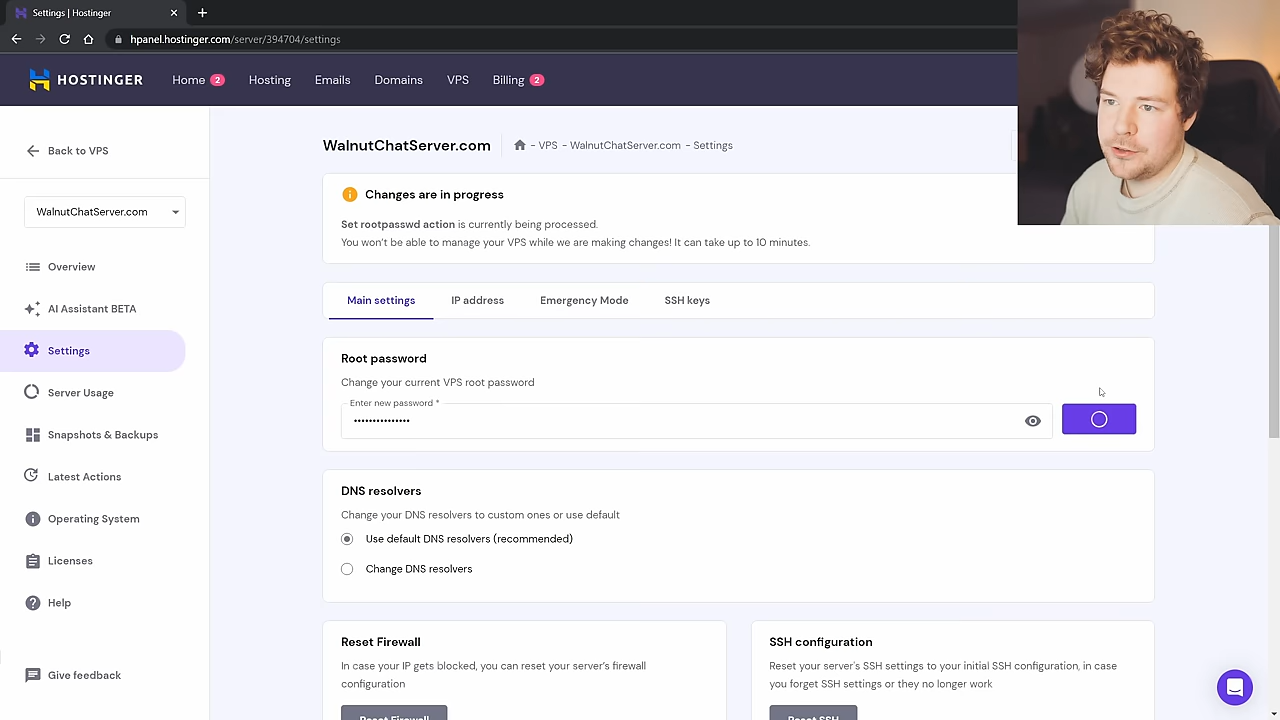 Settings | Hostinger
hpanel.hostinger.com/server/394704/settings
HOSTINGER
Home 2
Hosting
Emails
Domains
VPS
Billing 2
Back to VPS
WalnutChatServer.com
Overview
AI Assistant BETA
Settings
Server Usage
Snapshots & Backups
Latest Actions
Operating System
Licenses
Help
Give feedback
WalnutChatServer.com
- VPS - WalnutChatServer.com - Settings
Changes are in progress
Set rootpasswd action is currently being processed.
You won't be able to manage your VPS while we are making changes! It can take up to 10 minutes.
Main settings
IP address
Emergency Mode
SSH keys
Root password
Change your current VPS root password
Enter new password *
•••••••••••••••
DNS resolvers
Change your DNS resolvers to custom ones or use default
Use default DNS resolvers (recommended)
Change DNS resolvers
Reset Firewall
In case your IP gets blocked, you can reset your server's firewall
configuration
Reset Firewall
SSH configuration
Reset your server's SSH settings to your initial SSH configuration, in case
you forget SSH settings or they no longer work
Reset SSH